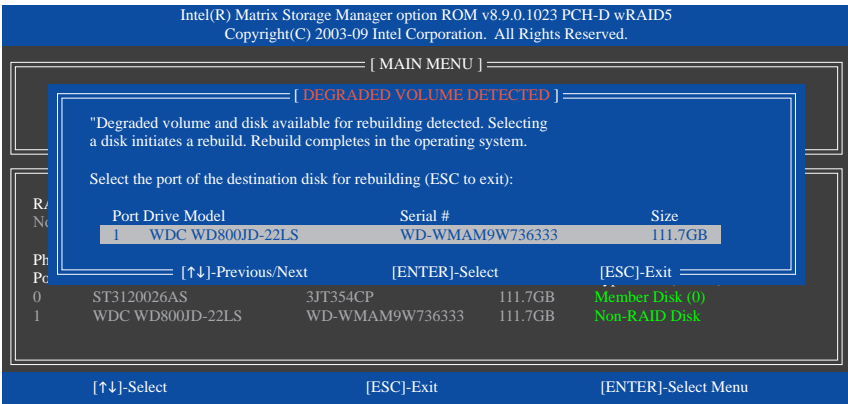 Intel(R) Matrix Storage Manager option ROM v8.9.0.1023 PCH-D wRAID5
Copyright(C) 2003-09 Intel Corporation. All Rights Reserved.
[ MAIN MENU ]
[ DEGRADED VOLUME DETECTED ]
"Degraded volume and disk available for rebuilding detected. Selecting
a disk initiates a rebuild. Rebuild completes in the operating system.
Select the port of the destination disk for rebuilding (ESC to exit):
Port Drive Model Serial # Size
1 WDC WD800JD-22LS WD-WMAM9W736333 111.7GB
[↑↓]-Previous/Next [ENTER]-Select [ESC]-Exit
0 ST3120026AS 3JT354CP 111.7GB Member Disk (0)
1 WDC WD800JD-22LS WD-WMAM9W736333 111.7GB Non-RAID Disk
[↑↓]-Select [ESC]-Exit [ENTER]-Select Menu